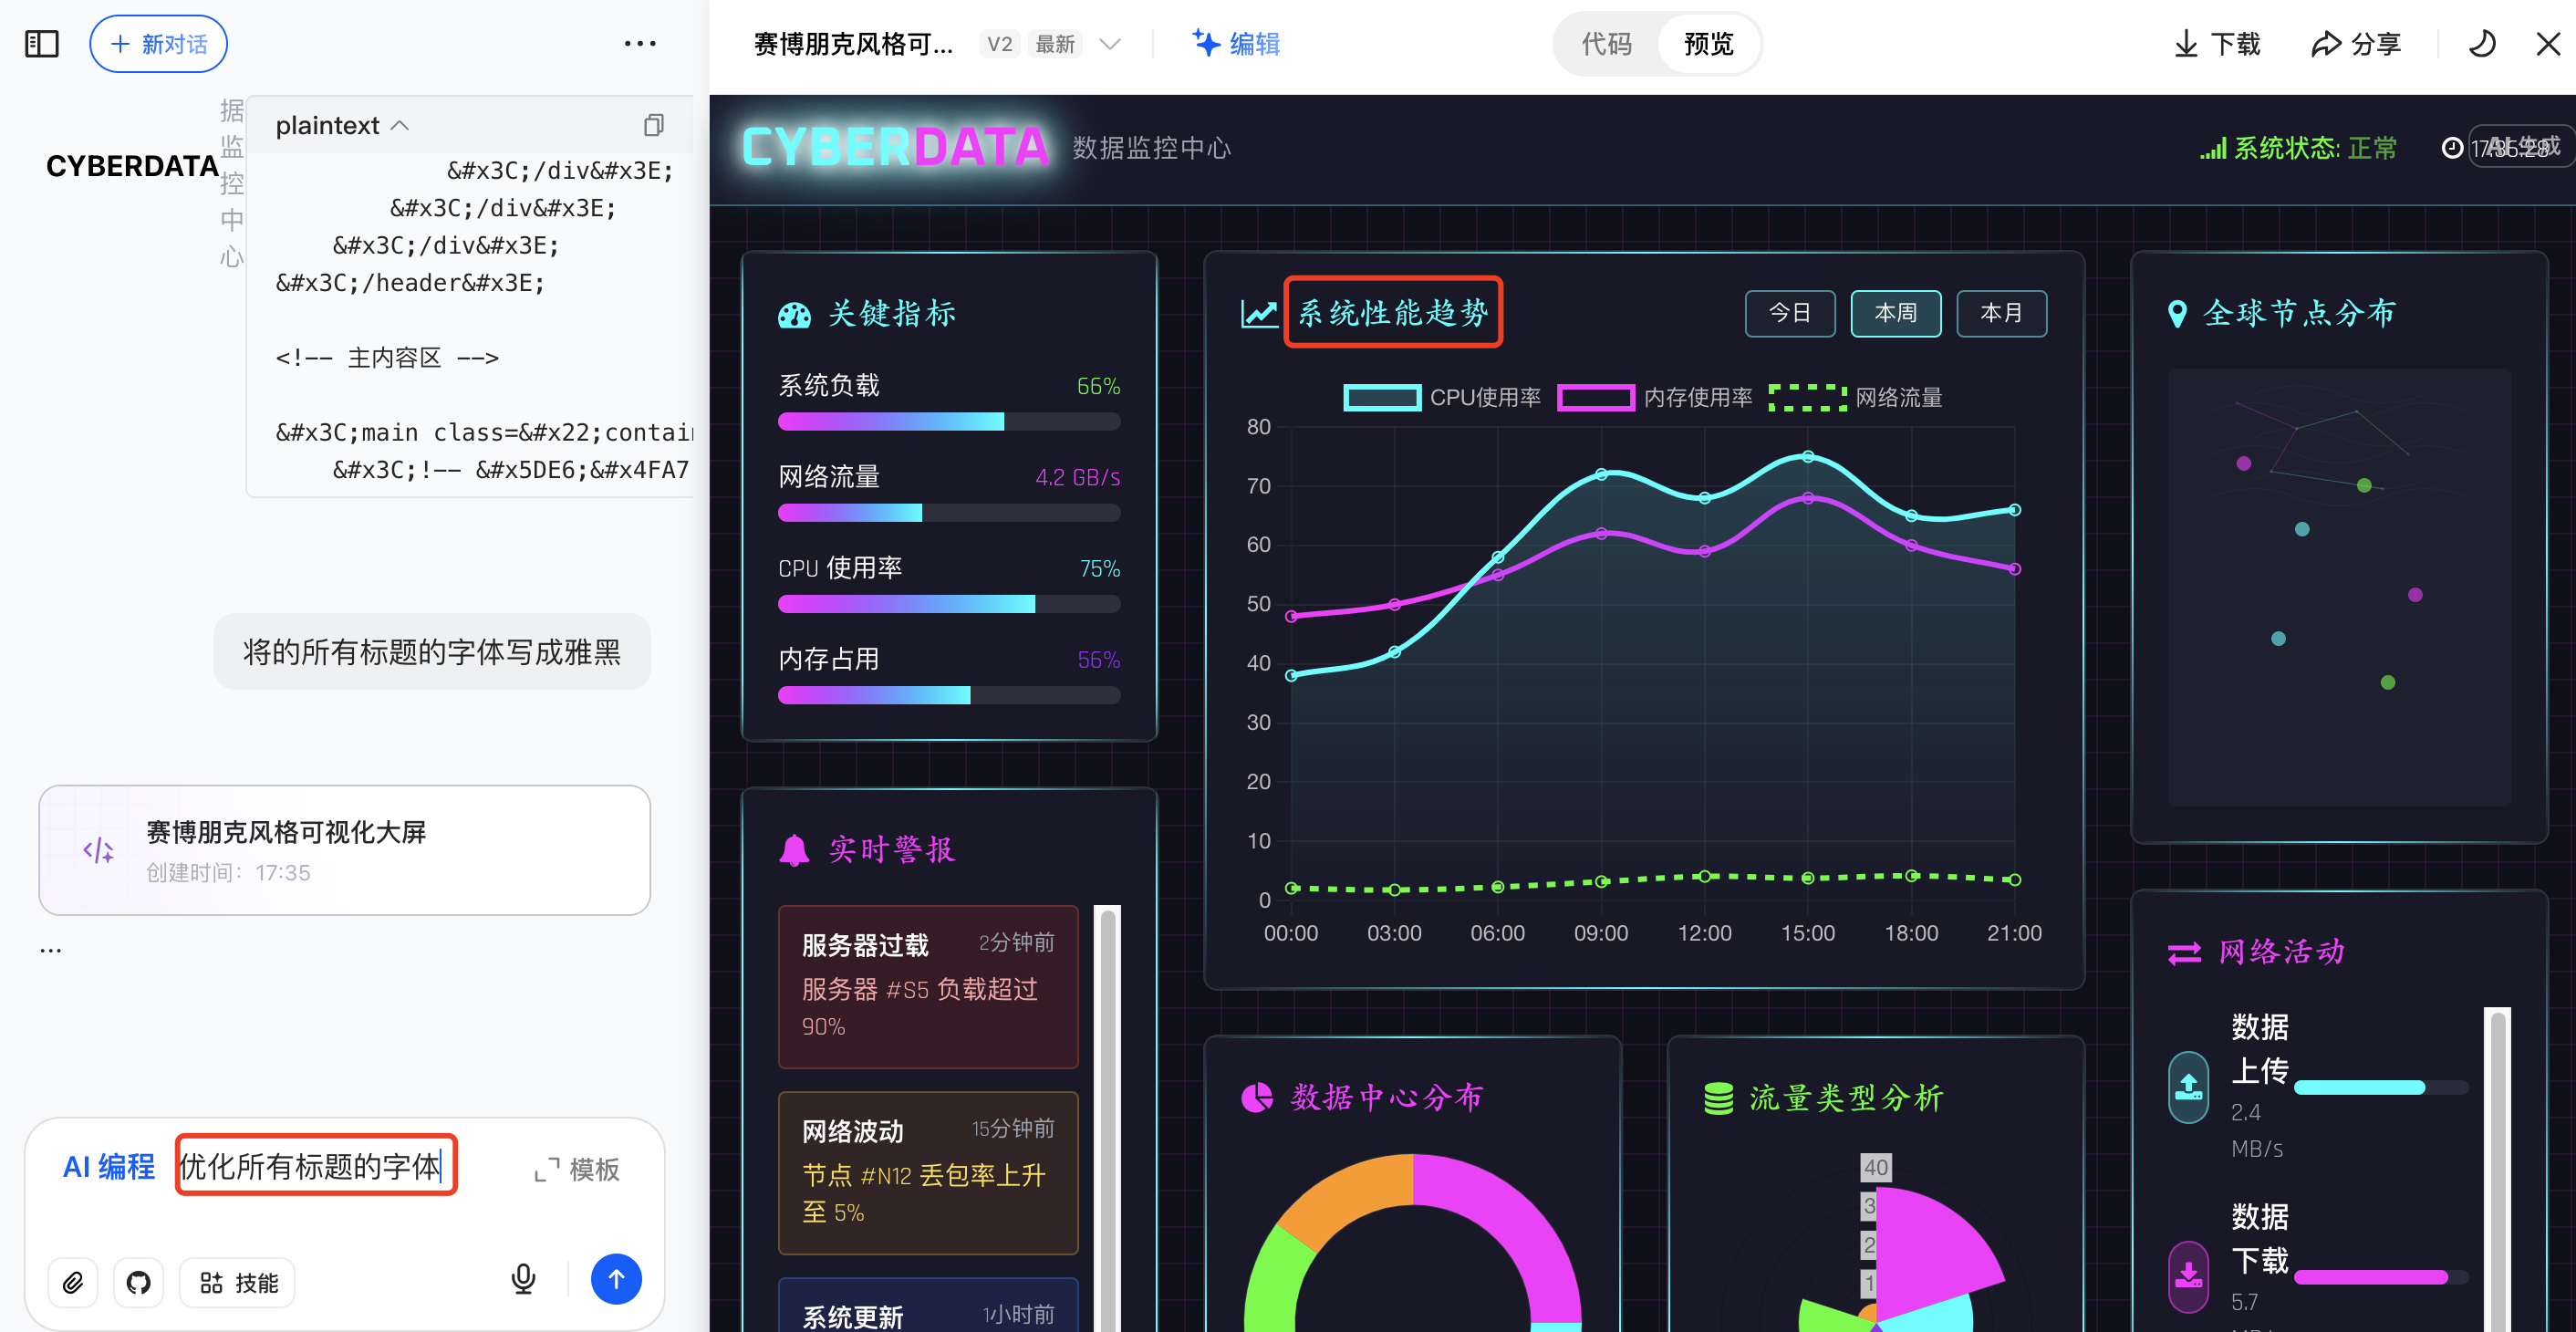 新对话
赛博朋克风格可...
V2
最新
编辑
代码
预览
下载
分享
CYBERDATA
据监控中心
plaintext
&#x3C;/div&#x3E;
&#x3C;/div&#x3E;
&#x3C;/div&#x3E;
&#x3C;/header&#x3E;
<!-- 主内容区 -->
&#x3C;main class=&#x22;contain
&#x3C;!-- &#x5DE6;&#x4FA7
将的所有标题的字体写成雅黑
赛博朋克风格可视化大屏
创建时间：17:35
...
AI 编程
优化所有标题的字体
模板
技能
CYBERDATA
数据监控中心
系统状态: 正常
关键指标
系统负载
66%
网络流量
4.2 GB/s
CPU 使用率
75%
内存占用
56%
实时警报
服务器过载
2分钟前
服务器 #S5 负载超过
90%
网络波动
15分钟前
节点 #N12 丢包率上升
至 5%
系统更新
1小时前
系统性能趋势
今日
本周
本月
CPU使用率
内存使用率
网络流量
80
70
60
50
40
30
20
10
0
00:00
03:00
06:00
09:00
12:00
15:00
18:00
21:00
数据中心分布
流量类型分析
40
3
2
1
全球节点分布
网络活动
数据
上传
2.4
MB/s
数据
下载
5.7